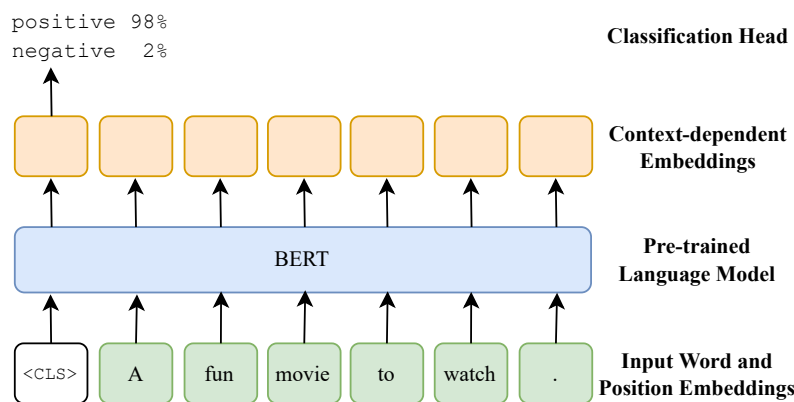 positive 98%
negative 2%
Classification Head
Context-dependent
Embeddings
BERT
Pre-trained
Language Model
<CLS> A fun movie to watch .
Input Word and
Position Embeddings